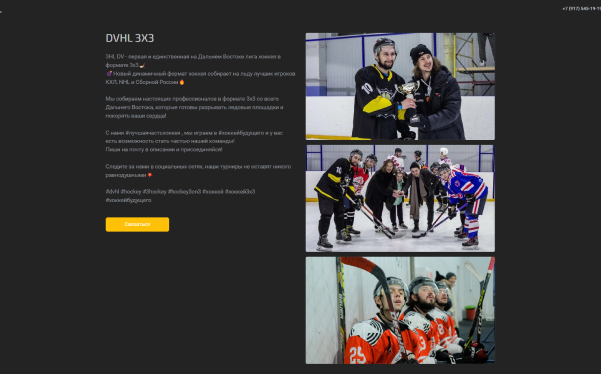 +7 (917) 545-19-19
DVHL 3X3
3HL DV - первая и единственная на Дальнем Востоке лига хоккея в
формате 3х3🏒
🚀Новый динамичный формат хоккея собирает на льду лучших игроков
КХЛ, NHL и Сборной России🔥
Мы собираем настоящих профессионалов в формате 3х3 со всего
Дальнего Востока, которые готовы разрывать ледовые площадки и
покорять ваши сердца!
С нами #лучшаячастьхоккея , мы играем в #хоккейбудущего и у вас
есть возможность стать частью нашей команды!
Пиши на почту в описании и присоединяйся!
Следите за нами в социальных сетях, наши турниры не оставят никого
равнодушными
#dvhl #hockey #3hockey #hockey3on3 #хоккей #хоккей3х3
#хоккейбудущего
Связаться
10
25